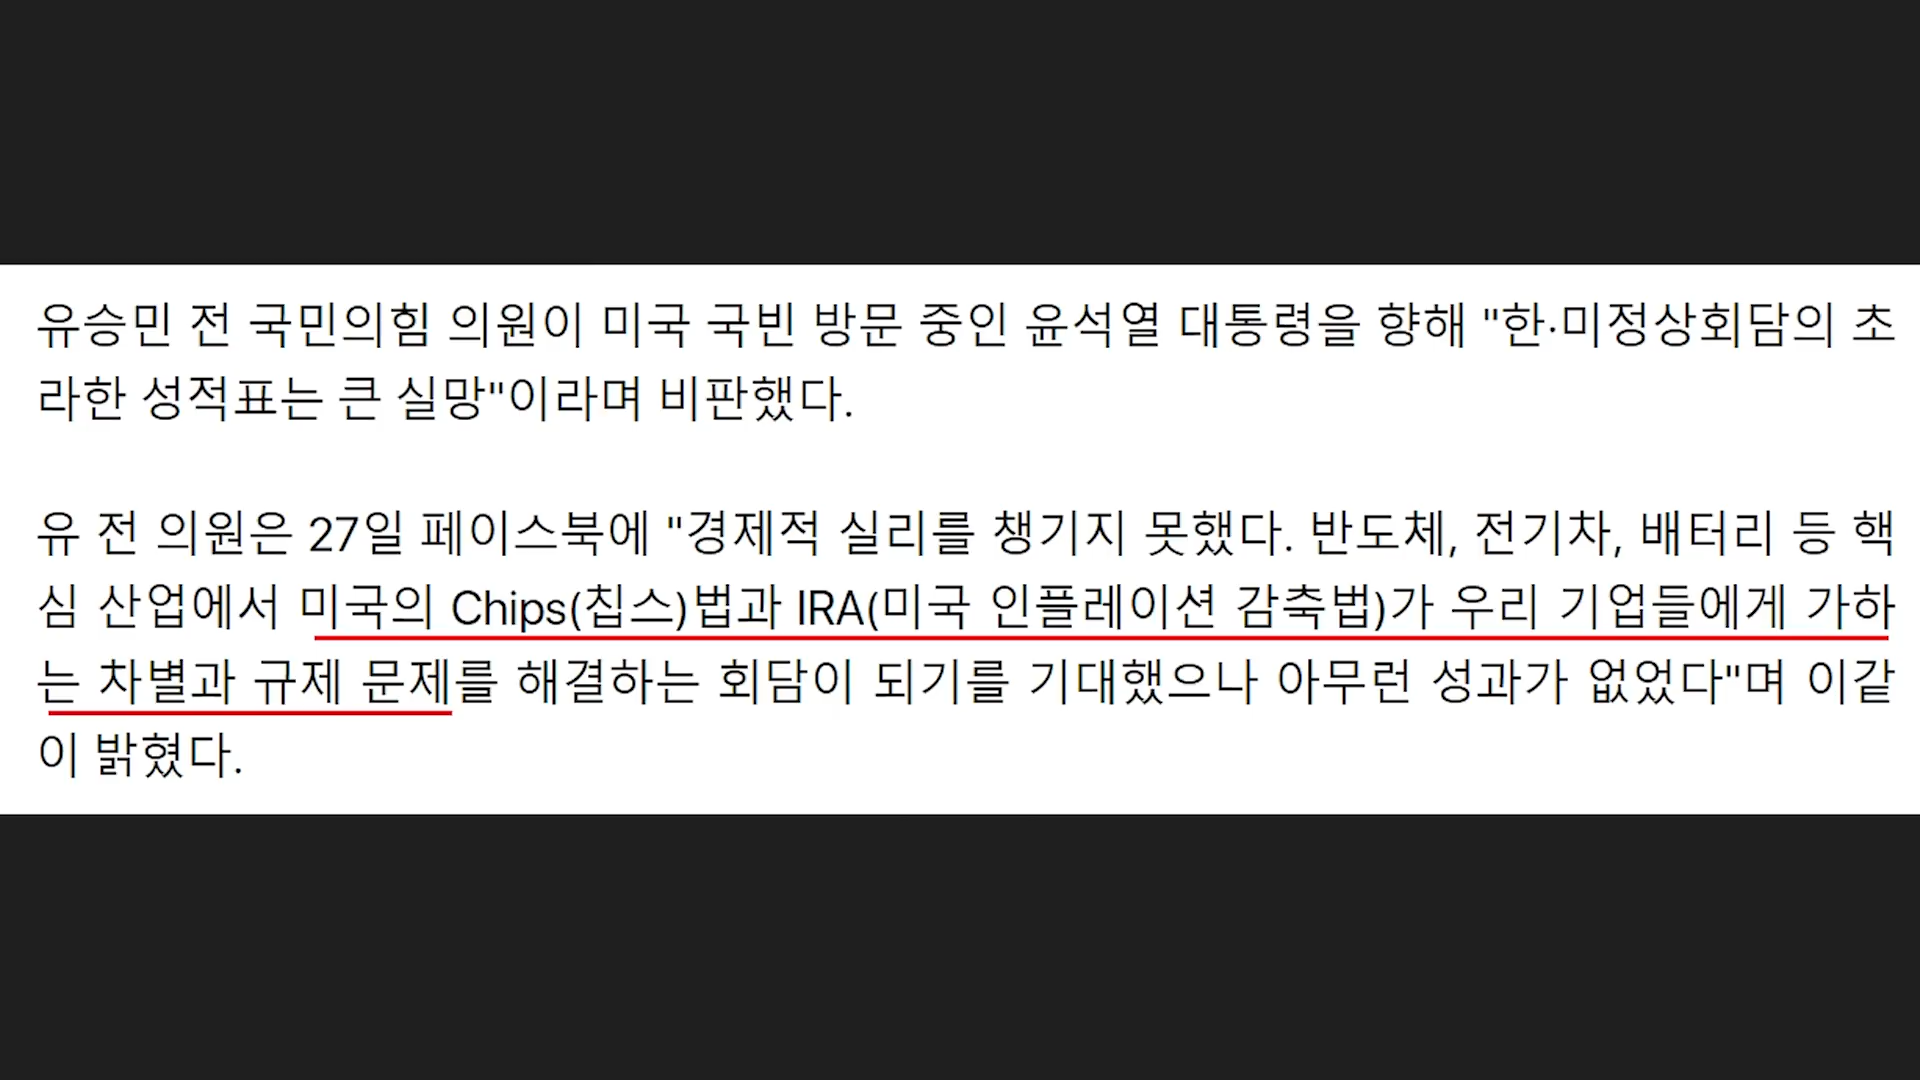 유승민 전 국민의힘 의원이 미국 국빈 방문 중인 윤석열 대통령을 향해 "한·미정상회담의 초
라한 성적표는 큰 실망"이라며 비판했다.
유 전 의원은 27일 페이스북에 "경제적 실리를 챙기지 못했다. 반도체, 전기차, 배터리 등 핵
심 산업에서 미국의 Chips(칩스)법과 IRA(미국 인플레이션 감축법)가 우리 기업들에게 가하
는 차별과 규제 문제를 해결하는 회담이 되기를 기대했으나 아무런 성과가 없었다"며 이같
이 밝혔다.